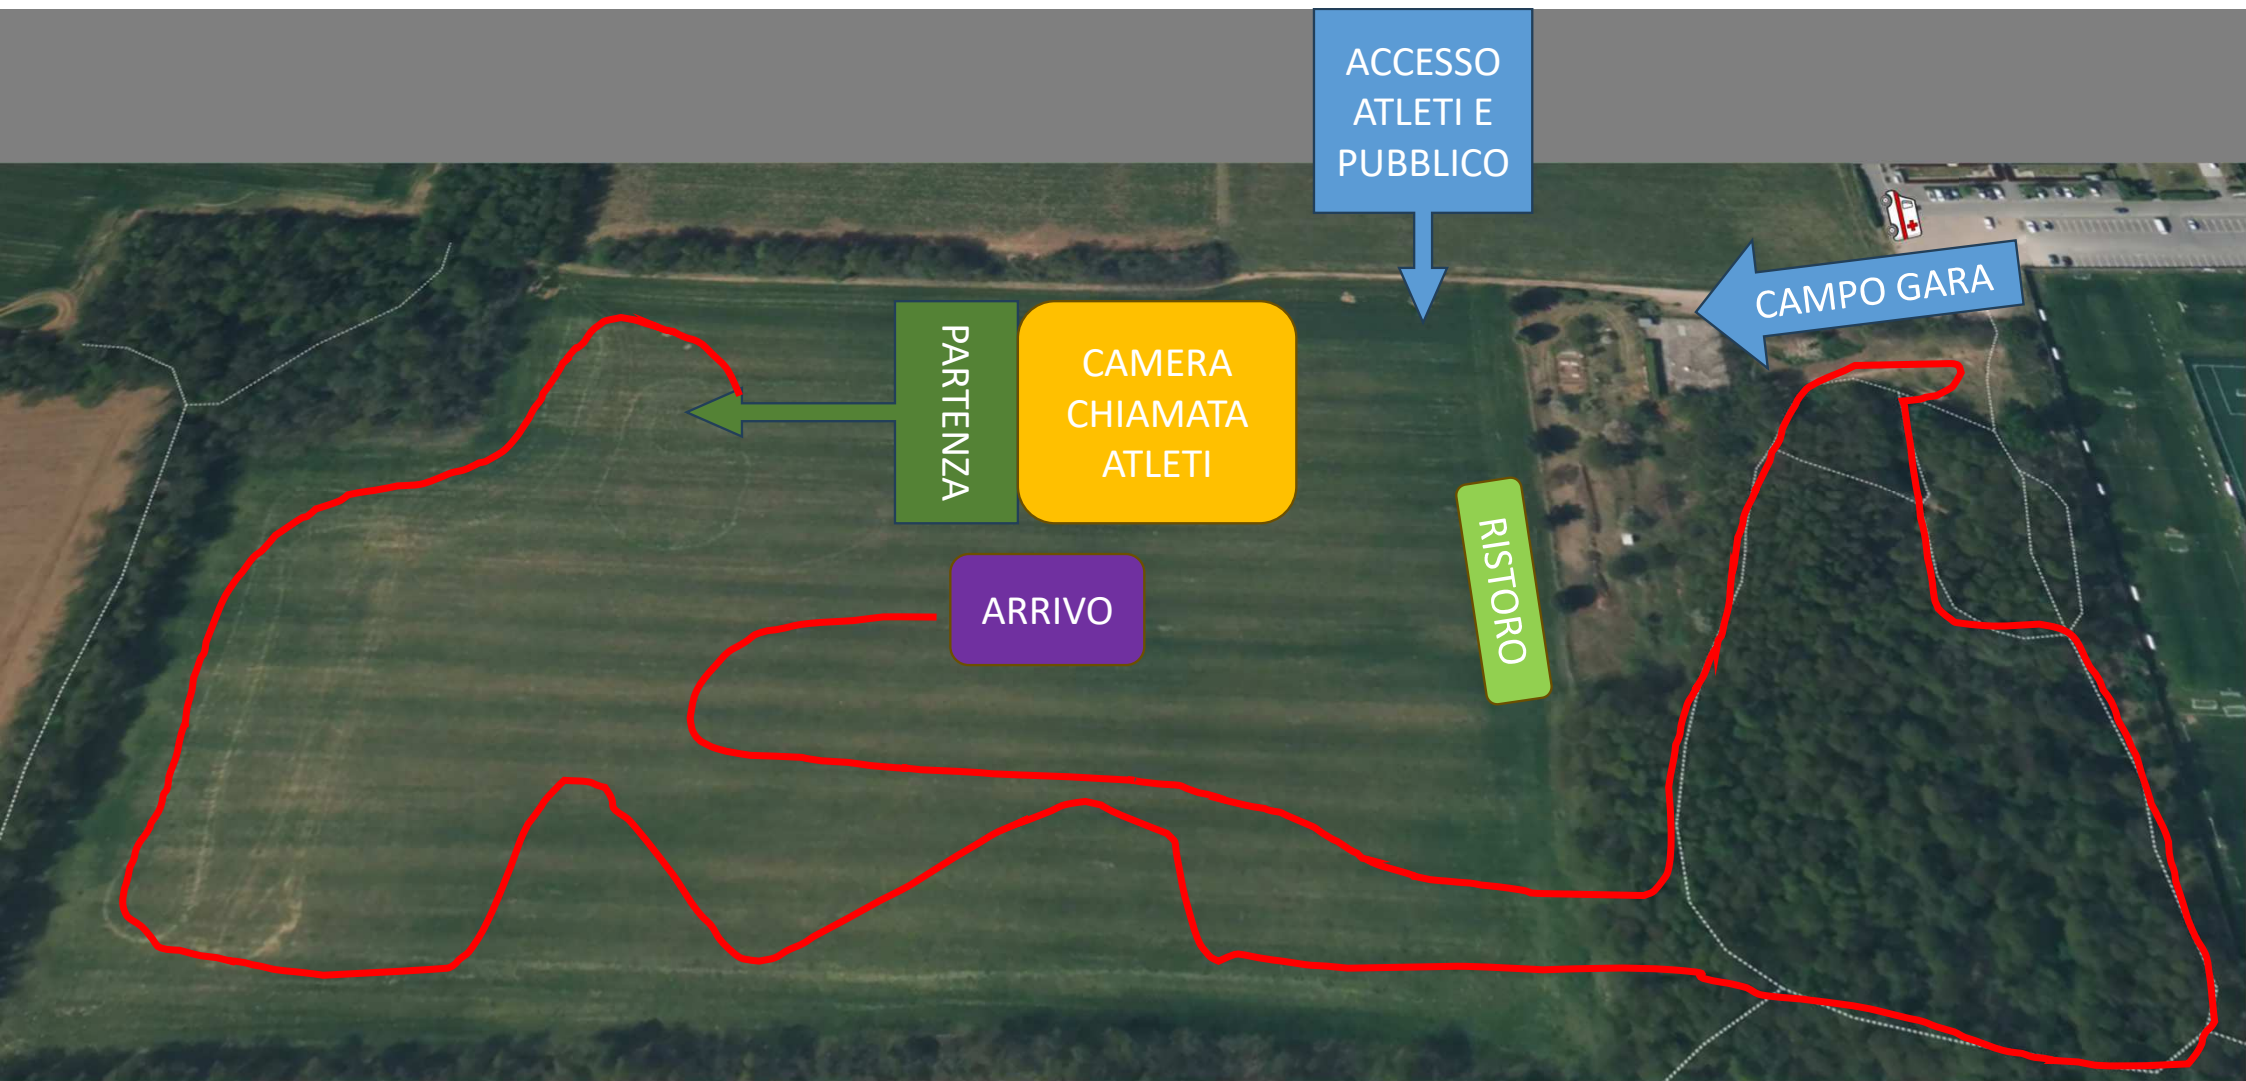 ACCESSO
ATLETI E
PUBBLICO
CAMPO GARA
PARTENZA
CAMERA
CHIAMATA
ATLETI
RISTORO
ARRIVO